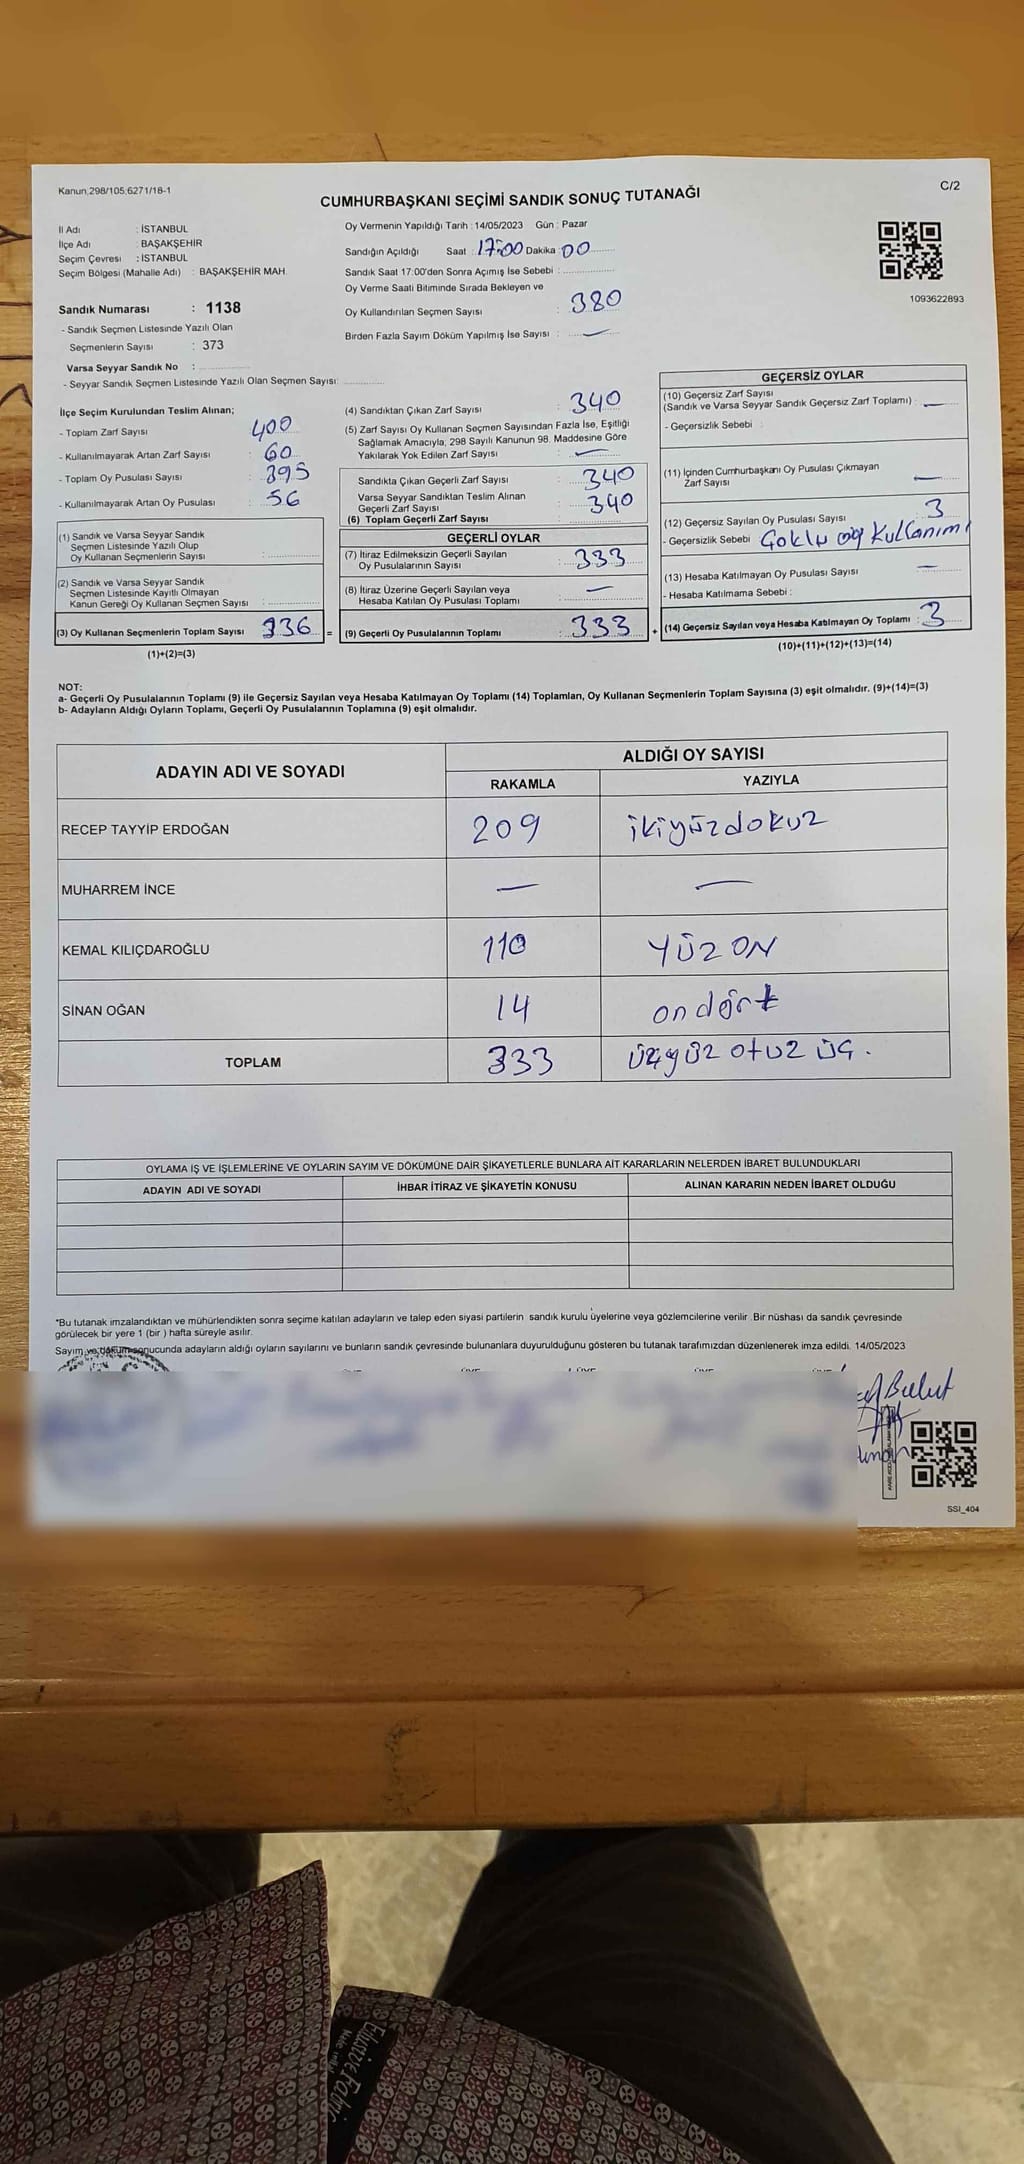 Kanun,298/105,6271/18-1
C/2
CUMHURBAŞKANI SEÇİMİ SANDIK SONUÇ TUTANAĞI
İl Adı : İSTANBUL
İlçe Adı : BAŞAKŞEHİR
Seçim Çevresi : İSTANBUL
Seçim Bölgesi (Mahalle Adı) : BAŞAKŞEHİR MAH.
Oy Vermenin Yapıldığı Tarih : 14/05/2023 Gün : Pazar
Sandığın Açıldığı Saat : 17:00 Dakika : 00
Sandık Saat 17.00'den Sonra Açımış İse Sebebi :
Oy Verme Saati Bitiminde Sırada Bekleyen ve
Oy Kullandırılan Seçmen Sayısı : 380
Birden Fazla Sayım Döküm Yapılmış İse Sayısı : —
1093622893
Sandık Numarası : 1138
- Sandık Seçmen Listesinde Yazılı Olan
Seçmenlerin Sayısı : 373
Varsa Seyyar Sandık No :
- Seyyar Sandık Seçmen Listesinde Yazılı Olan Seçmen Sayısı:
İlçe Seçim Kurulundan Teslim Alınan;
- Toplam Zarf Sayısı : 400
- Kullanılmayarak Artan Zarf Sayısı : 60
- Toplam Oy Pusulası Sayısı : 395
- Kullanılmayarak Artan Oy Pusulası : 56
(1) Sandık ve Varsa Seyyar Sandık
Seçmen Listesinde Yazılı Olup
Oy Kullanan Seçmenlerin Sayısı :
(2) Sandık ve Varsa Seyyar Sandık
Seçmen Listesinde Kayıtlı Olmayan
Kanun Gereği Oy Kullanan Seçmen Sayısı :
(3) Oy Kullanan Seçmenlerin Toplam Sayısı 336 =
(1)+(2)=(3)
(4) Sandıktan Çıkan Zarf Sayısı : 340
(5) Zarf Sayısı Oy Kullanan Seçmen Sayısından Fazla İse, Eşitliği
Sağlamak Amacıyla, 298 Sayılı Kanunun 98. Maddesine Göre
Yakılarak Yok Edilen Zarf Sayısı : —
Sandıkta Çıkan Geçerli Zarf Sayısı : 340
Varsa Seyyar Sandıktan Teslim Alınan
Geçerli Zarf Sayısı : 340
(6) Toplam Geçerli Zarf Sayısı :
GEÇERLİ OYLAR
(7) İtiraz Edilmeksizin Geçerli Sayılan
Oy Pusulalarının Sayısı : 333
(8) İtiraz Üzerine Geçerli Sayılan veya
Hesaba Katılan Oy Pusulası Toplamı : —
(9) Geçerli Oy Pusulalarının Toplamı : 333 +
GEÇERSİZ OYLAR
(10) Geçersiz Zarf Sayısı
(Sandık ve Varsa Seyyar Sandık Geçersiz Zarf Toplamı) : —
- Geçersizlik Sebebi :
(11) İçinden Cumhurbaşkanı Oy Pusulası Çıkmayan
Zarf Sayısı : —
(12) Geçersiz Sayılan Oy Pusulası Sayısı : 3
- Geçersizlik Sebebi Çoklu oy Kullanımı
(13) Hesaba Katılmayan Oy Pusulası Sayısı : —
- Hesaba Katılmama Sebebi :
(14) Geçersiz Sayılan veya Hesaba Katılmayan Oy Toplamı : 3
(10)+(11)+(12)+(13)=(14)
NOT:
a- Geçerli Oy Pusulalarının Toplamı (9) ile Geçersiz Sayılan veya Hesaba Katılmayan Oy Toplamı (14) Toplamları, Oy Kullanan Seçmenlerin Toplam Sayısına (3) eşit olmalıdır. (9)+(14)=(3)
b- Adayların Aldığı Oyların Toplamı, Geçerli Oy Pusulalarının Toplamına (9) eşit olmalıdır.
ADAYIN ADI VE SOYADI
ALDIĞI OY SAYISI
RAKAMLA YAZIYLA
RECEP TAYYİP ERDOĞAN 209 ikiyüzdokuz
MUHARREM İNCE — —
KEMAL KILIÇDAROĞLU 110 YÜZ ON
SİNAN OĞAN 14 ondört
TOPLAM 333 üçyüz otuz üç.
OYLAMA İŞ VE İŞLEMLERİNE VE OYLARIN SAYIM VE DÖKÜMÜNE DAİR ŞİKAYETLERLE BUNLARA AİT KARARLARIN NELERDEN İBARET BULUNDUKLARI
ADAYIN ADI VE SOYADI İHBAR İTİRAZ VE ŞİKAYETİN KONUSU ALINAN KARARIN NEDEN İBARET OLDUĞU
*Bu tutanak imzalandıktan ve mühürlendikten sonra seçime katılan adayların ve talep eden siyasi partilerin sandık kurulu üyelerine veya gözlemcilerine verilir. Bir nüshası da sandık çevresinde
görülecek bir yere 1 (bir ) hafta süreyle asılır.
Sayım ve döküm sonucunda adayların aldığı oyların sayılarını ve bunların sandık çevresinde bulunanlara duyurulduğunu gösteren bu tutanak tarafımızdan düzenlenerek imza edildi. 14/05/2023
Bulut
SSI_404